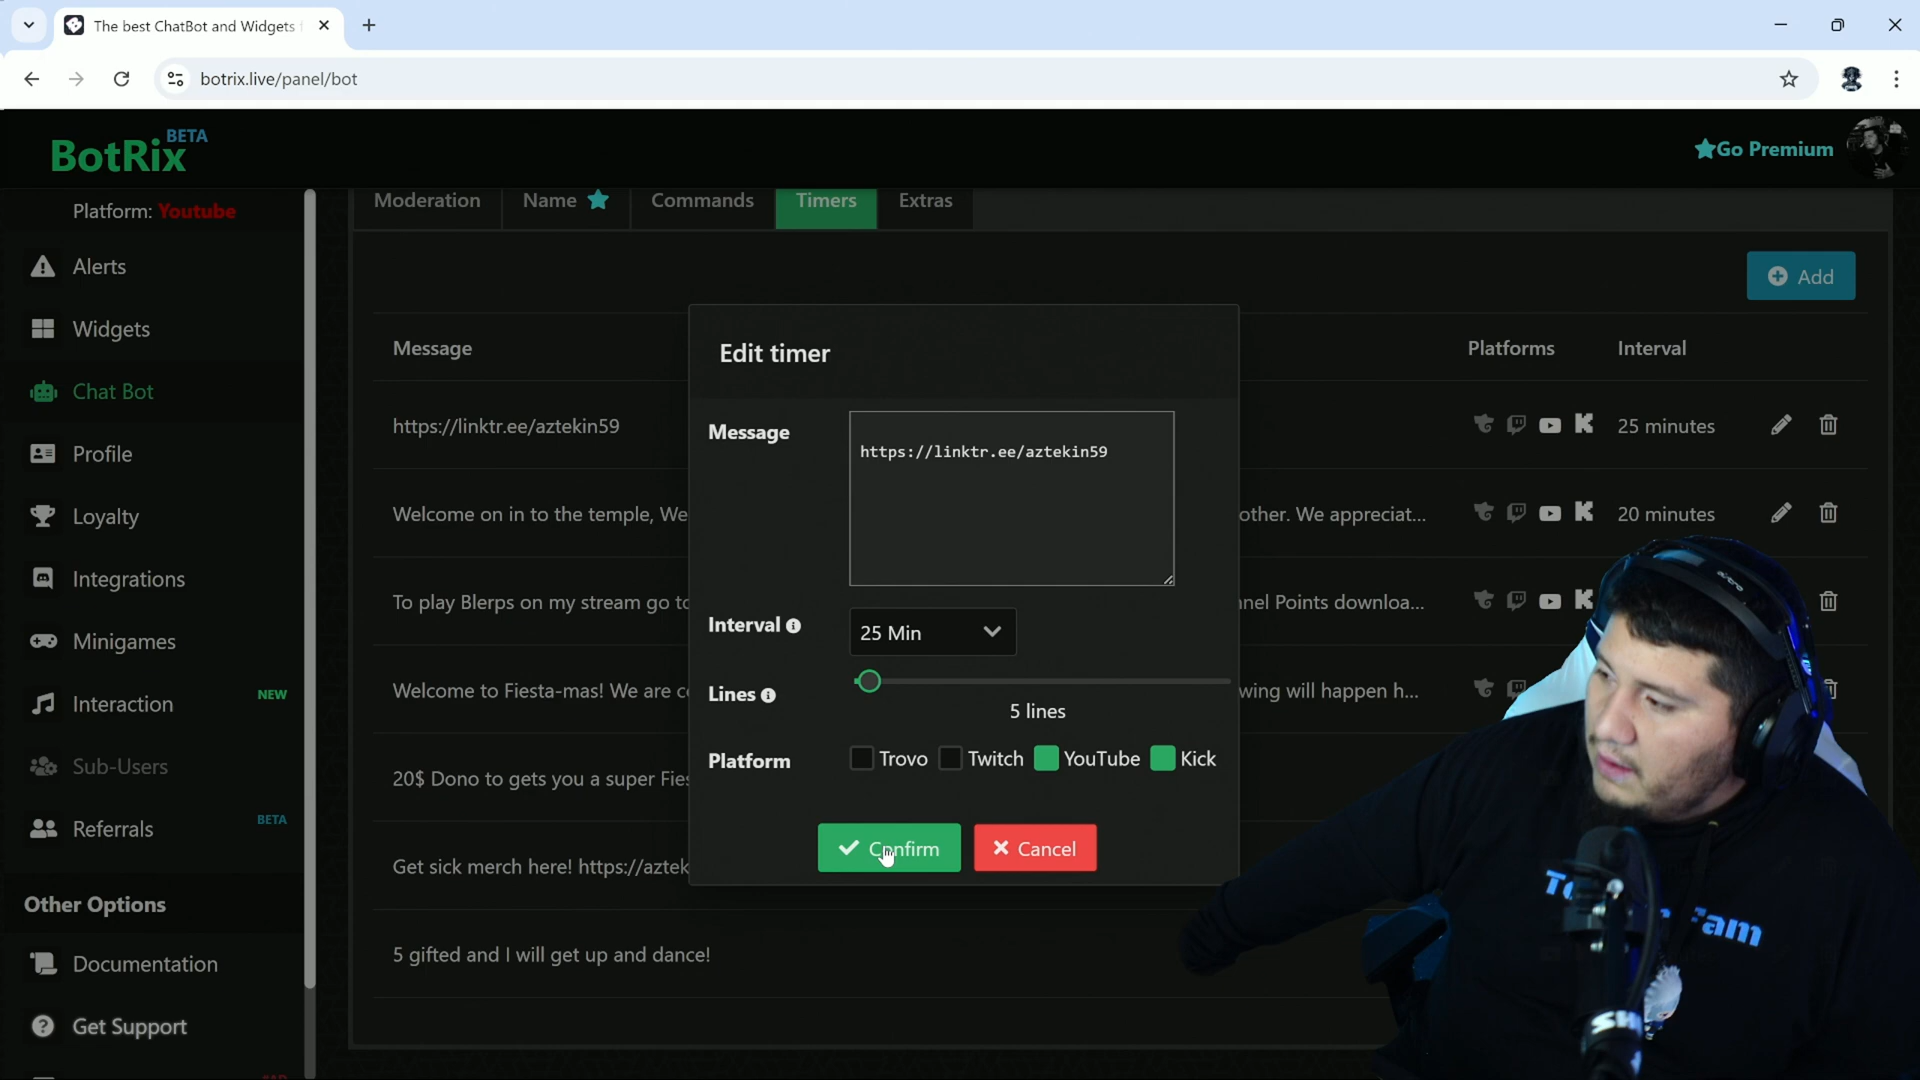 The best ChatBot and Widgets
botrix.live/panel/bot
BotRix BETA
Go Premium
Platform: Youtube
Alerts
Widgets
Chat Bot
Profile
Loyalty
Integrations
Minigames
Interaction NEW
Sub-Users
Referrals BETA
Other Options
Documentation
Get Support
Moderation Name Commands Timers Extras
Add
Message Platforms Interval
https://linktr.ee/aztekin59 25 minutes
Welcome on in to the temple, We other. We appreciat... 20 minutes
To play Blerps on my stream go to nnel Points downloa...
Welcome to Fiesta-mas! We are co wing will happen h...
20$ Dono to gets you a super Fies
Get sick merch here! https://aztek
5 gifted and I will get up and dance!
Edit timer
Message
https://linktr.ee/aztekin59
Interval 25 Min
Lines
5 lines
Platform Trovo Twitch YouTube Kick
Confirm Cancel